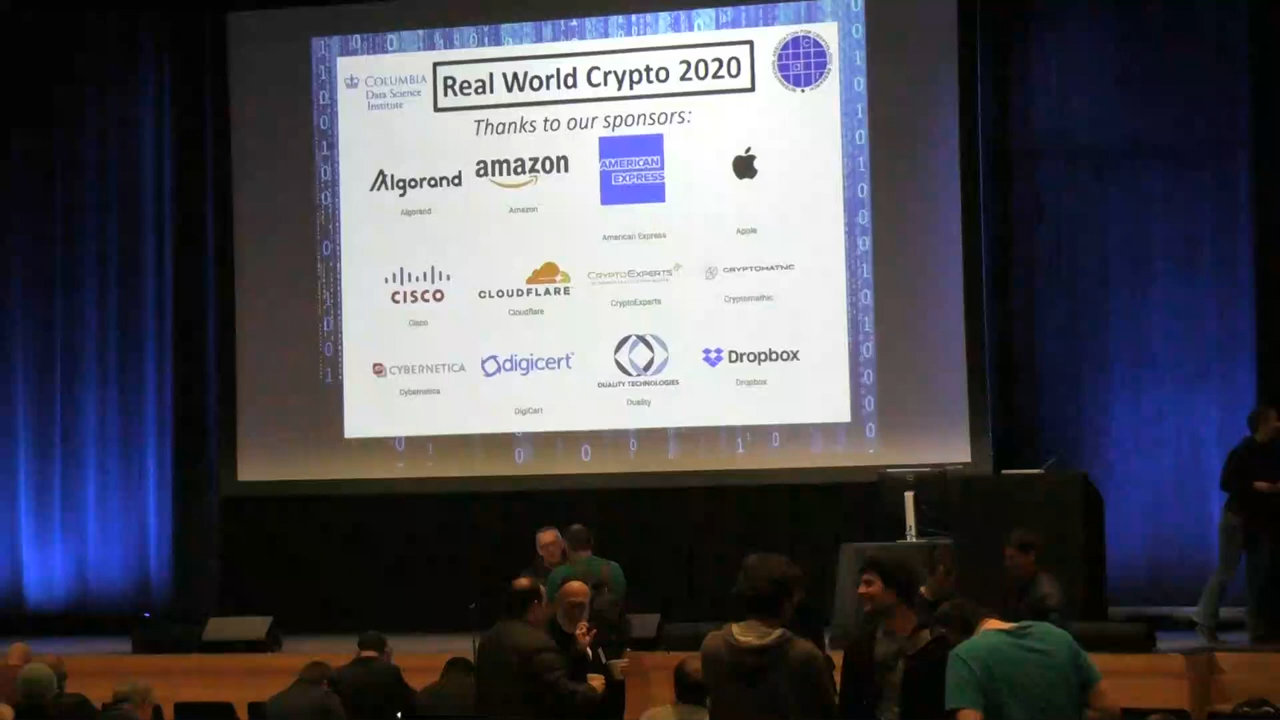 COLUMBIA
Data Science
Institute
Real World Crypto 2020
Thanks to our sponsors:
Algorand
amazon
AMERICAN
EXPRESS
Algorand
Amazon
American Express
Apple
CISCO
CLOUDFLARE
CRYPTOEXPERTS
CRYPTOMATHIC
Cisco
Cloudflare
CryptoExperts
Cryptomathic
CYBERNETICA
digicert
DUALITY TECHNOLOGIES
Dropbox
Cybernetica
DigiCert
Duality
Dropbox